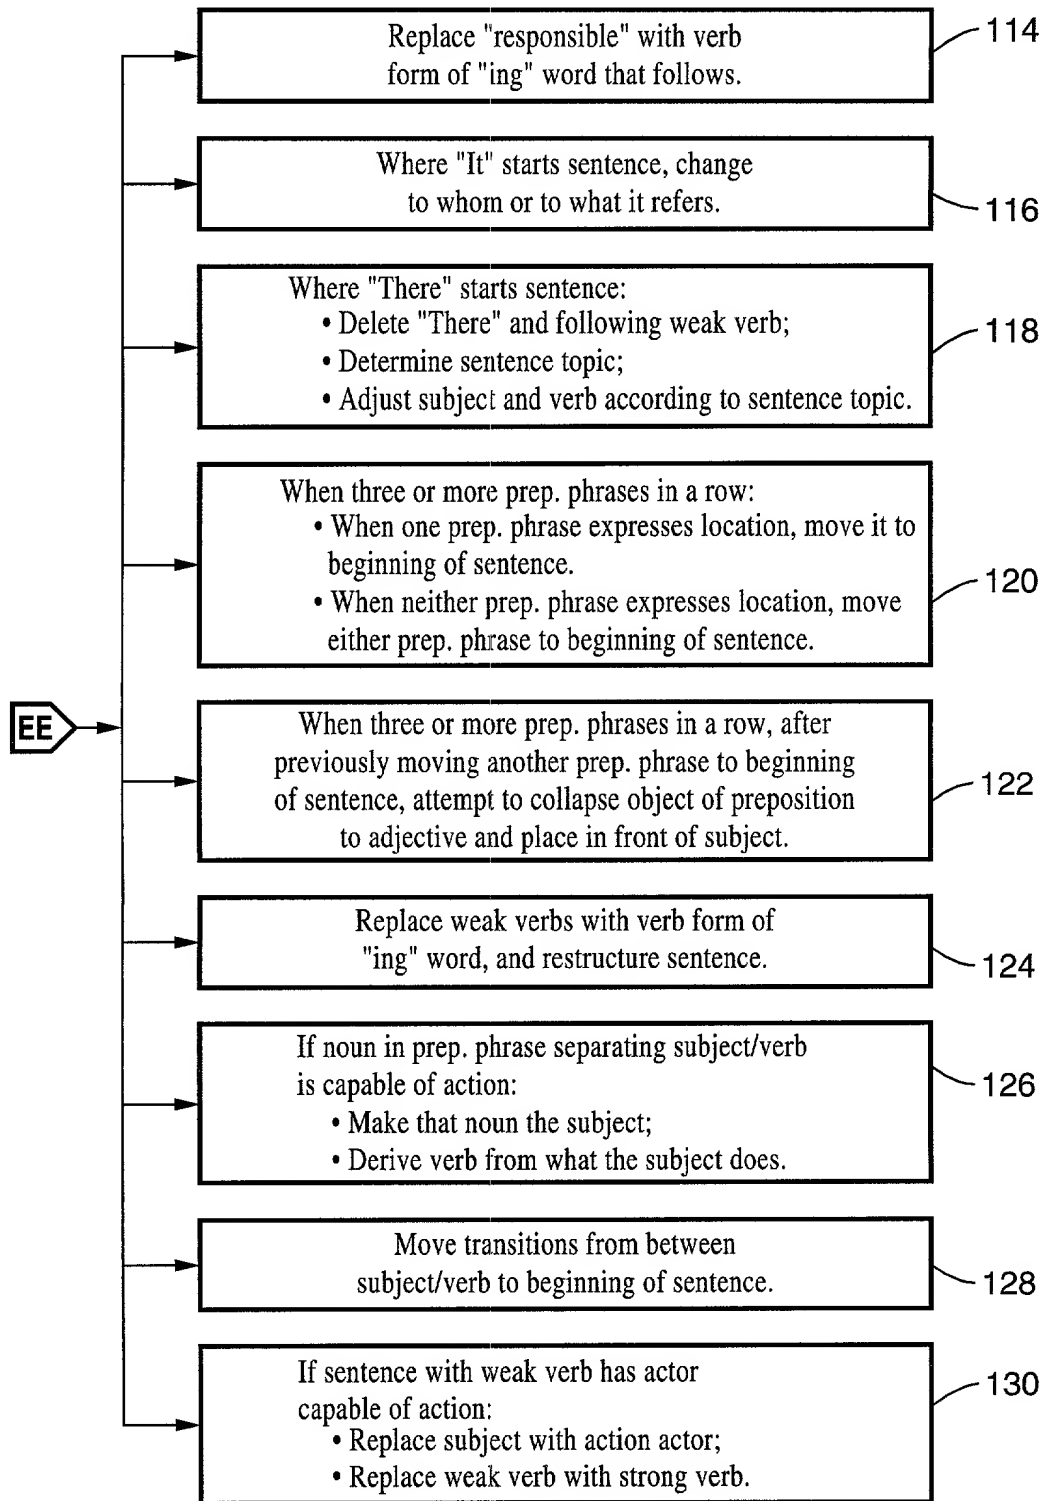 Replace "responsible" with verb
form of "ing" word that follows.
114
Where "It" starts sentence, change
to whom or to what it refers.
116
Where "There" starts sentence:
• Delete "There" and following weak verb;
• Determine sentence topic;
• Adjust subject and verb according to sentence topic.
118
When three or more prep. phrases in a row:
• When one prep. phrase expresses location, move it to
beginning of sentence.
• When neither prep. phrase expresses location, move
either prep. phrase to beginning of sentence.
120
EE
When three or more prep. phrases in a row, after
previously moving another prep. phrase to beginning
of sentence, attempt to collapse object of preposition
to adjective and place in front of subject.
122
Replace weak verbs with verb form of
"ing" word, and restructure sentence.
124
If noun in prep. phrase separating subject/verb
is capable of action:
• Make that noun the subject;
• Derive verb from what the subject does.
126
Move transitions from between
subject/verb to beginning of sentence.
128
If sentence with weak verb has actor
capable of action:
• Replace subject with action actor;
• Replace weak verb with strong verb.
130